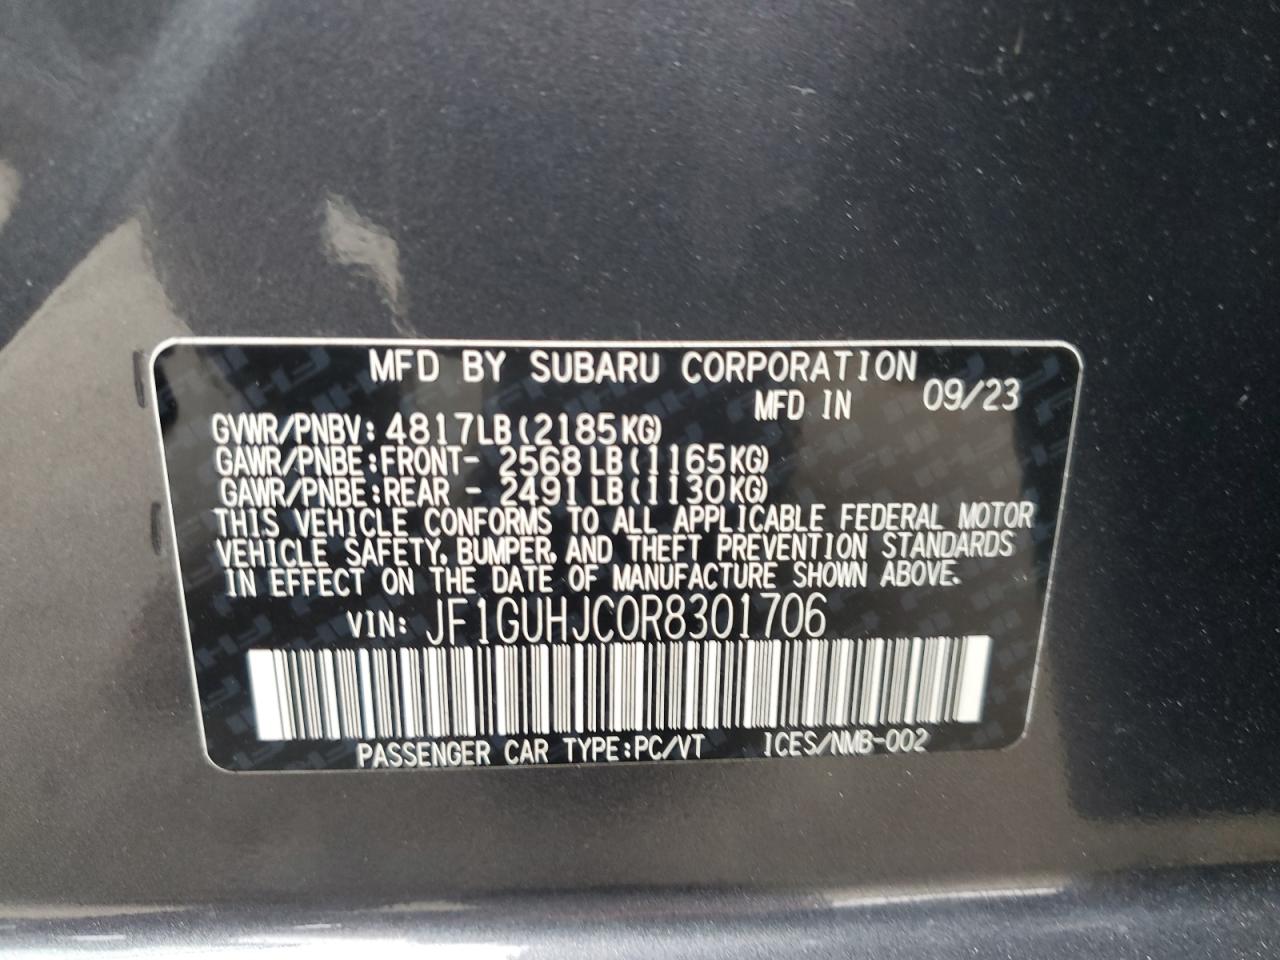 MFD BY SUBARU CORPORATION
MFD IN 09/23
GVWR/PNBV: 4817LB(2185KG)
GAWR/PNBE:FRONT- 2568LB(1165KG)
GAWR/PNBE:REAR - 2491LB(1130KG)
THIS VEHICLE CONFORMS TO ALL APPLICABLE FEDERAL MOTOR
VEHICLE SAFETY, BUMPER, AND THEFT PREVENTION STANDARDS
IN EFFECT ON THE DATE OF MANUFACTURE SHOWN ABOVE.
VIN: JF1GUHJC0R8301706
PASSENGER CAR TYPE:PC/VT ICES/NMB-002